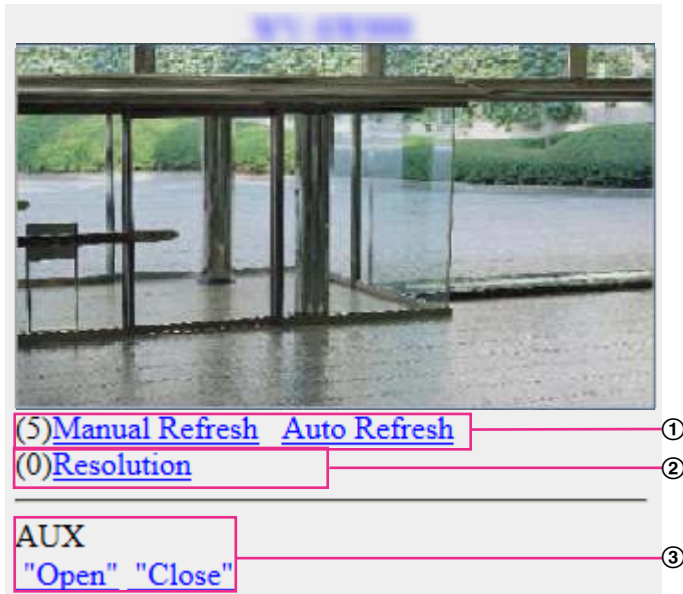 (5)Manual Refresh Auto Refresh ①
(0)Resolution ②
AUX
"Open" "Close" ③